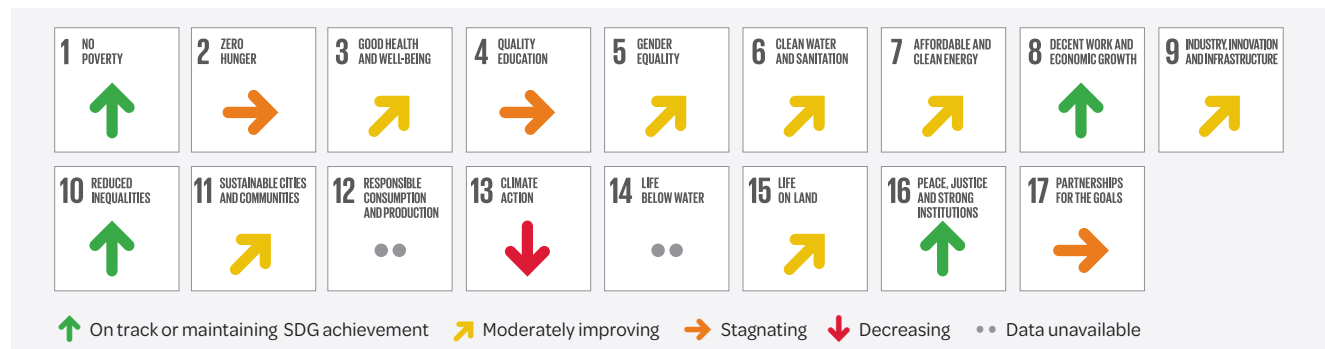 1 NO POVERTY
2 ZERO HUNGER
3 GOOD HEALTH AND WELL-BEING
4 QUALITY EDUCATION
5 GENDER EQUALITY
6 CLEAN WATER AND SANITATION
7 AFFORDABLE AND CLEAN ENERGY
8 DECENT WORK AND ECONOMIC GROWTH
9 INDUSTRY, INNOVATION AND INFRASTRUCTURE
10 REDUCED INEQUALITIES
11 SUSTAINABLE CITIES AND COMMUNITIES
12 RESPONSIBLE CONSUMPTION AND PRODUCTION
13 CLIMATE ACTION
14 LIFE BELOW WATER
15 LIFE ON LAND
16 PEACE, JUSTICE AND STRONG INSTITUTIONS
17 PARTNERSHIPS FOR THE GOALS
On track or maintaining SDG achievement Moderately improving Stagnating Decreasing Data unavailable